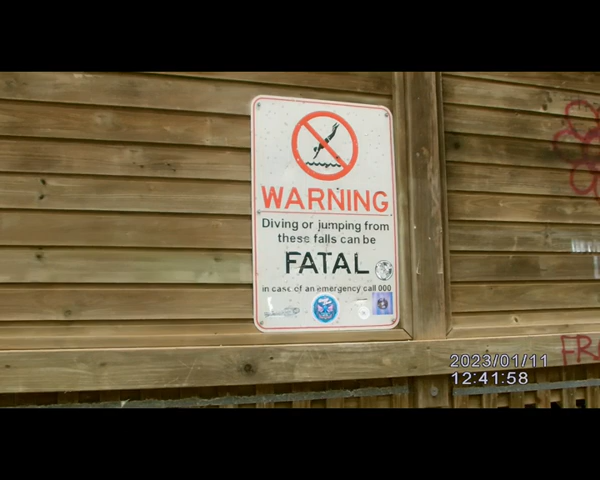 WARNING
Diving or jumping from
these falls can be
FATAL
in case of an emergency call 000
2023/01/11
12:41:58